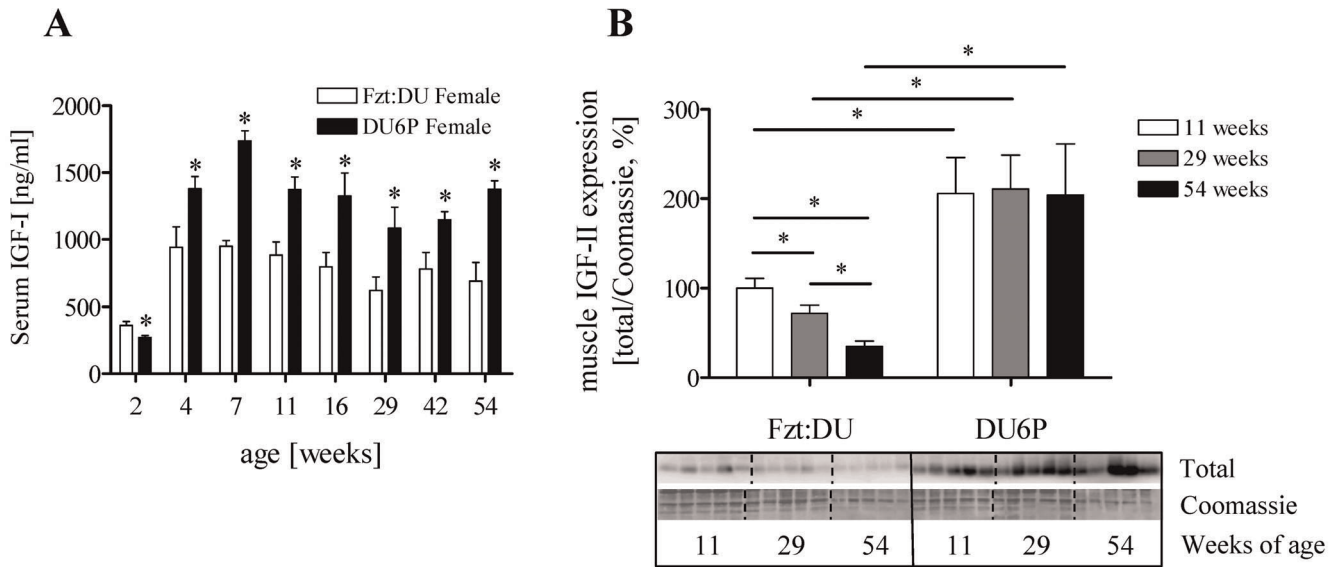 A
Serum IGF-I [ng/ml]
2000
1500
1000
500
0
Fzt:DU Female
DU6P Female
*
*
*
*
*
*
*
*
2 4 7 11 16 29 42 54
age [weeks]
B
muscle IGF-II expression
[total/Coomassie, %]
300
200
100
0
*
*
*
*
*
*
11 weeks
29 weeks
54 weeks
Fzt:DU DU6P
Total
Coomassie
11 29 54 11 29 54 Weeks of age